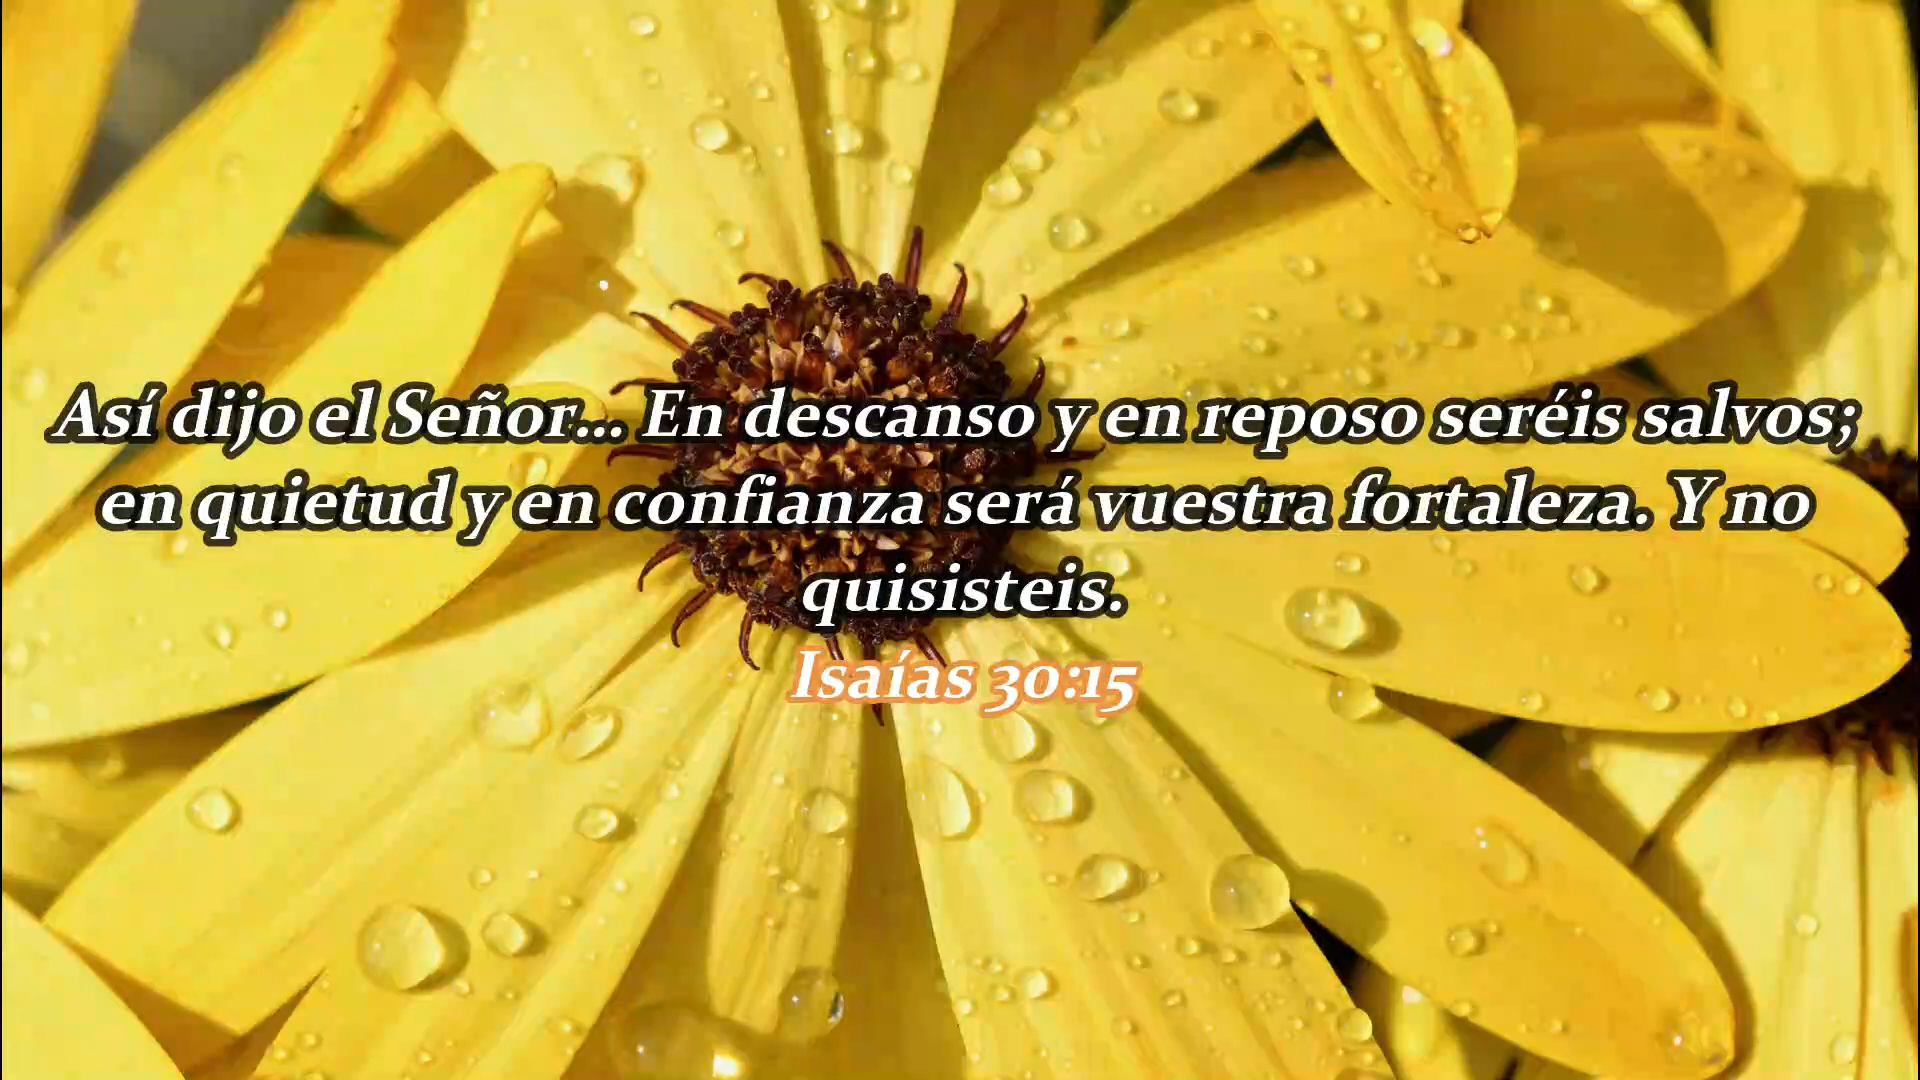 Así dijo el Señor... En descanso y en reposo seréis salvos;
en quietud y en confianza será vuestra fortaleza. Y no
quisisteis.
Isaías 30:15